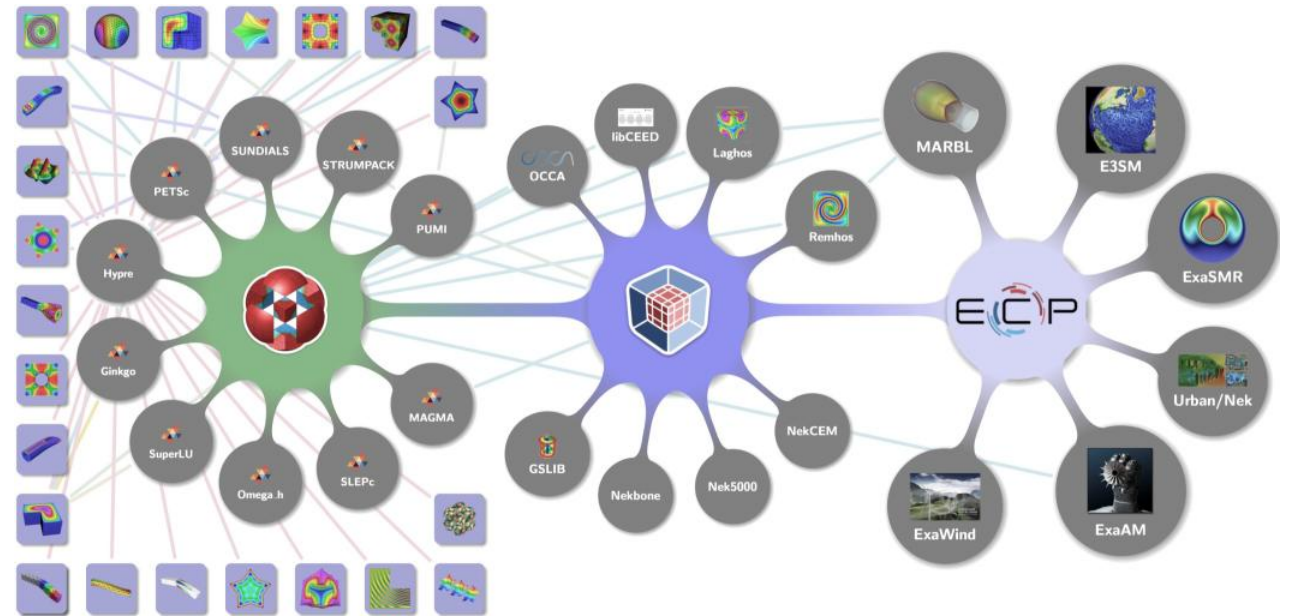 SUNDIALS
STRUMPACK
PETSc
PUMI
Hypre
Ginkgo
SuperLU
Omega_h
SLEPc
MAGMA
OCCA
libCEED
Laghos
Remhos
GSLIB
Nekbone
Nek5000
NekCEM
MARBL
E3SM
ExaSMR
ECP
Urban/Nek
ExaWind
ExaAM